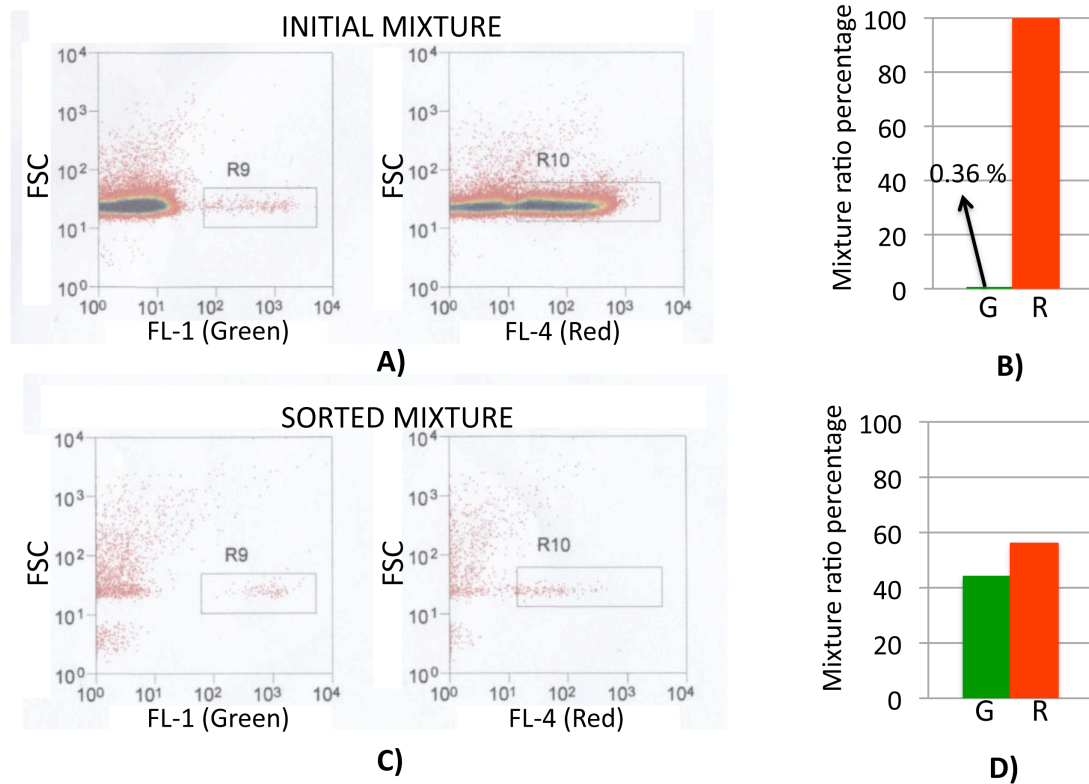 INITIAL MIXTURE
FSC
10⁴
10³
10²
10¹
10⁰
R9
10⁰ 10¹ 10² 10³ 10⁴
FL-1 (Green)
FSC
10⁴
10³
10²
10¹
10⁰
R10
10⁰ 10¹ 10² 10³ 10⁴
FL-4 (Red)
A)
Mixture ratio percentage
100
80
60
40
20
0
0.36 %
G R
B)
SORTED MIXTURE
FSC
10⁴
10³
10²
10¹
10⁰
R9
10⁰ 10¹ 10² 10³ 10⁴
FL-1 (Green)
FSC
10⁴
10³
10²
10¹
10⁰
R10
10⁰ 10¹ 10² 10³ 10⁴
FL-4 (Red)
C)
Mixture ratio percentage
100
80
60
40
20
0
G R
D)